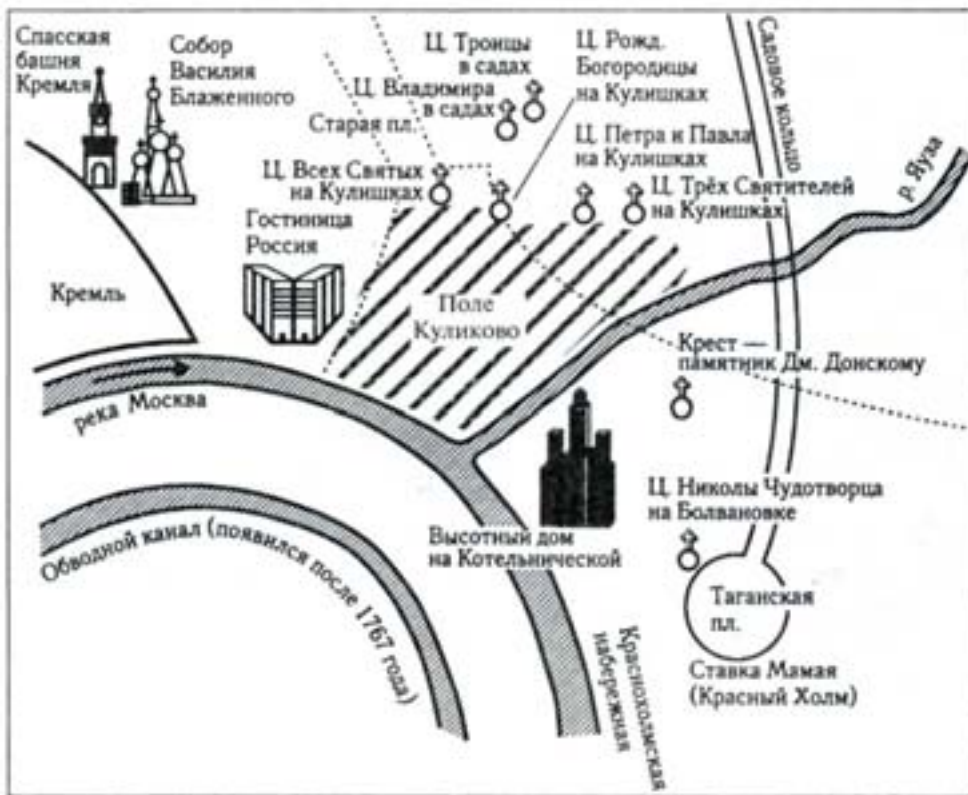 Спасская
башня
Кремля
Собор
Василия
Блаженного
Ц. Троицы
в садах
Ц. Рожд.
Богородицы
на Кулишках
Садовое кольцо
Ц. Владимира
в садах
Старая пл.
Ц. Петра и Павла
на Кулишках
р. Яуза
Ц. Всех Святых
на Кулишках
Ц. Трёх Святителей
на Кулишках
Гостиница
Россия
Кремль
Поле
Куликово
Крест —
памятник Дм. Донскому
река Москва
Ц. Николы Чудотворца
на Болвановке
Высотный дом
на Котельнической
Обводной канал (появился после 1767 года)
Таганская
пл.
Краснохолмская
набережная
Ставка Мамая
(Красный Холм)